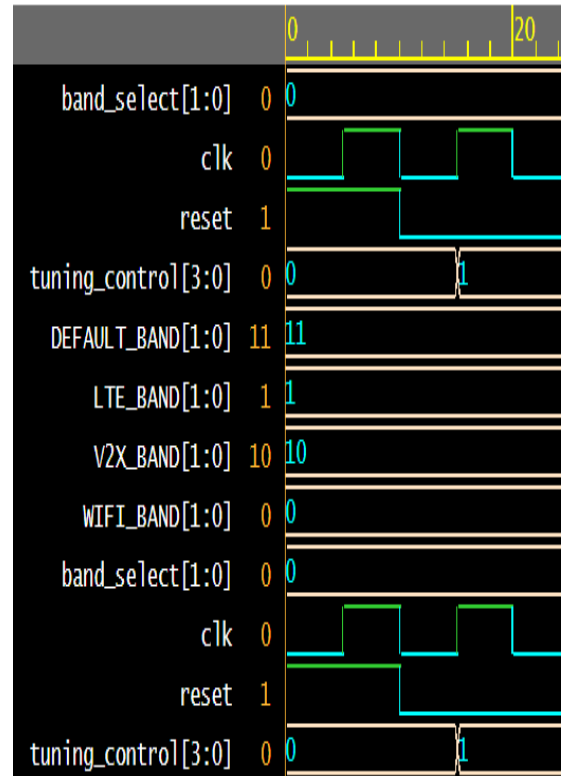 0 20
band_select[1:0] 0 0
clk 0
reset 1
tuning_control[3:0] 0 0 1
DEFAULT_BAND[1:0] 11 11
LTE_BAND[1:0] 1 1
V2X_BAND[1:0] 10 10
WIFI_BAND[1:0] 0 0
band_select[1:0] 0 0
clk 0
reset 1
tuning_control[3:0] 0 0 1